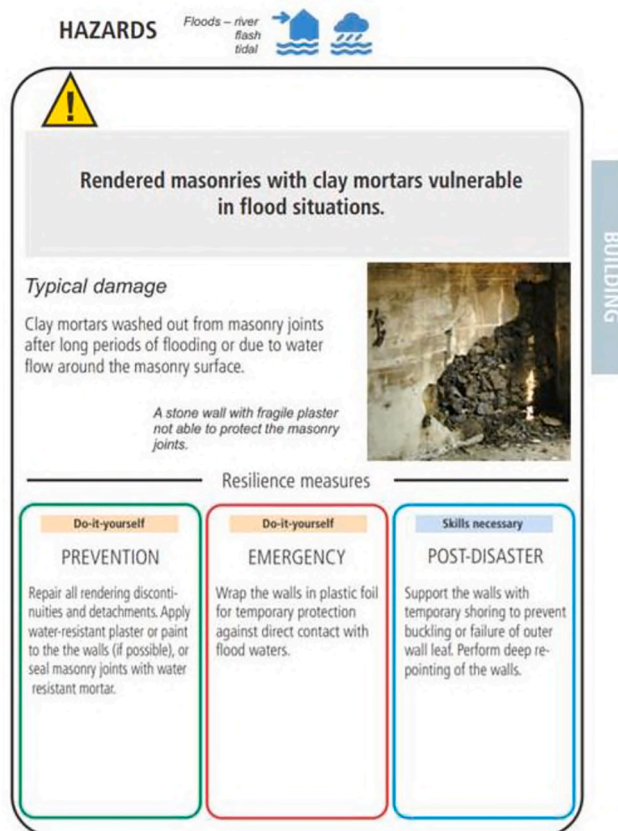 HAZARDS
Floods – river
flash
tidal
!
Rendered masonries with clay mortars vulnerable
in flood situations.
BUILDING
Typical damage
Clay mortars washed out from masonry joints
after long periods of flooding or due to water
flow around the masonry surface.
A stone wall with fragile plaster
not able to protect the masonry
joints.
Resilience measures
Do-it-yourself
PREVENTION
Repair all rendering disconti-
nuities and detachments. Apply
water-resistant plaster or paint
to the the walls (if possible), or
seal masonry joints with water
resistant mortar.
Do-it-yourself
EMERGENCY
Wrap the walls in plastic foil
for temporary protection
against direct contact with
flood waters.
Skills necessary
POST-DISASTER
Support the walls with
temporary shoring to prevent
buckling or failure of outer
wall leaf. Perform deep re-
pointing of the walls.